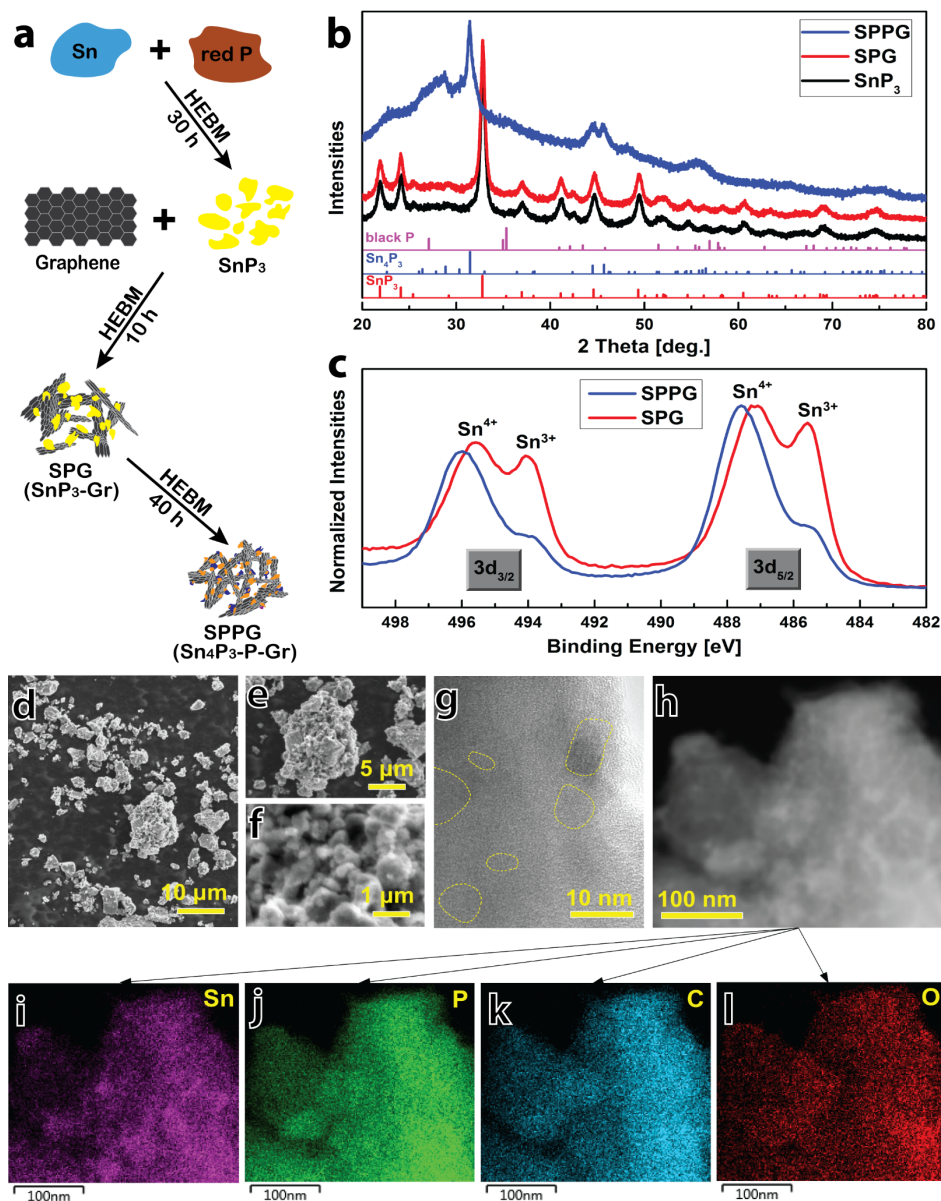 a
Sn + red P
HEBM
30 h
Graphene + SnP₃
HEBM
10 h
SPG
(SnP₃-Gr)
HEBM
40 h
SPPG
(Sn₄P₃-P-Gr)
b
SPPG
SPG
SnP₃
Intensities
black P
Sn₄P₃
SnP₃
20 30 40 50 60 70 80
2 Theta [deg.]
c
SPPG
SPG
Sn⁴⁺
Sn³⁺
Sn⁴⁺
Sn³⁺
Normalized Intensities
3d₃/₂
3d₅/₂
498 496 494 492 490 488 486 484 482
Binding Energy [eV]
d
10 µm
e
5 µm
f
1 µm
g
10 nm
h
100 nm
i
Sn
100nm
j
P
100nm
k
C
100nm
l
O
100nm